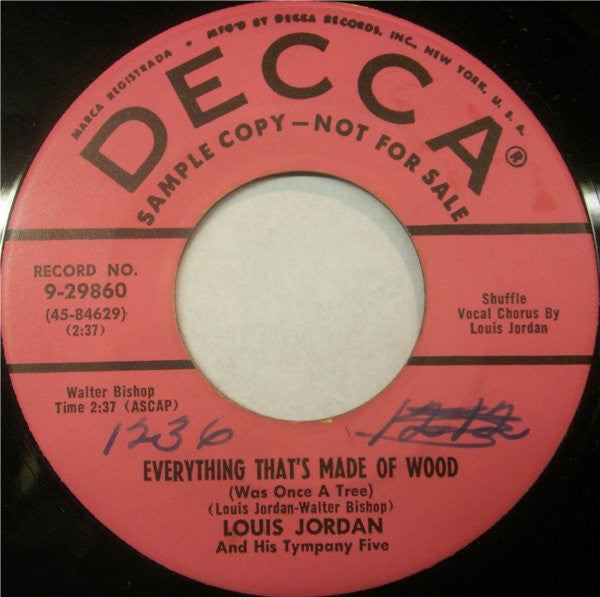 MARCA REGISTRADA • MFG'D BY DECCA RECORDS, INC., NEW YORK, U. S. A.
DECCA®
SAMPLE COPY—NOT FOR SALE
RECORD NO.
9-29860
(45-84629)
(2:37)
Shuffle
Vocal Chorus By
Louis Jordan
Walter Bishop
Time 2:37 (ASCAP)
1236
EVERYTHING THAT'S MADE OF WOOD
(Was Once A Tree)
(Louis Jordan-Walter Bishop)
LOUIS JORDAN
And His Tympany Five